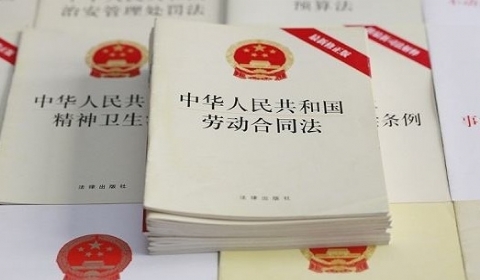 治安管理处罚法
预算法
最新修正版
中华人民共和国
劳动合同法
法律出版社
中华人民共
精神卫生
法律出版社
条例